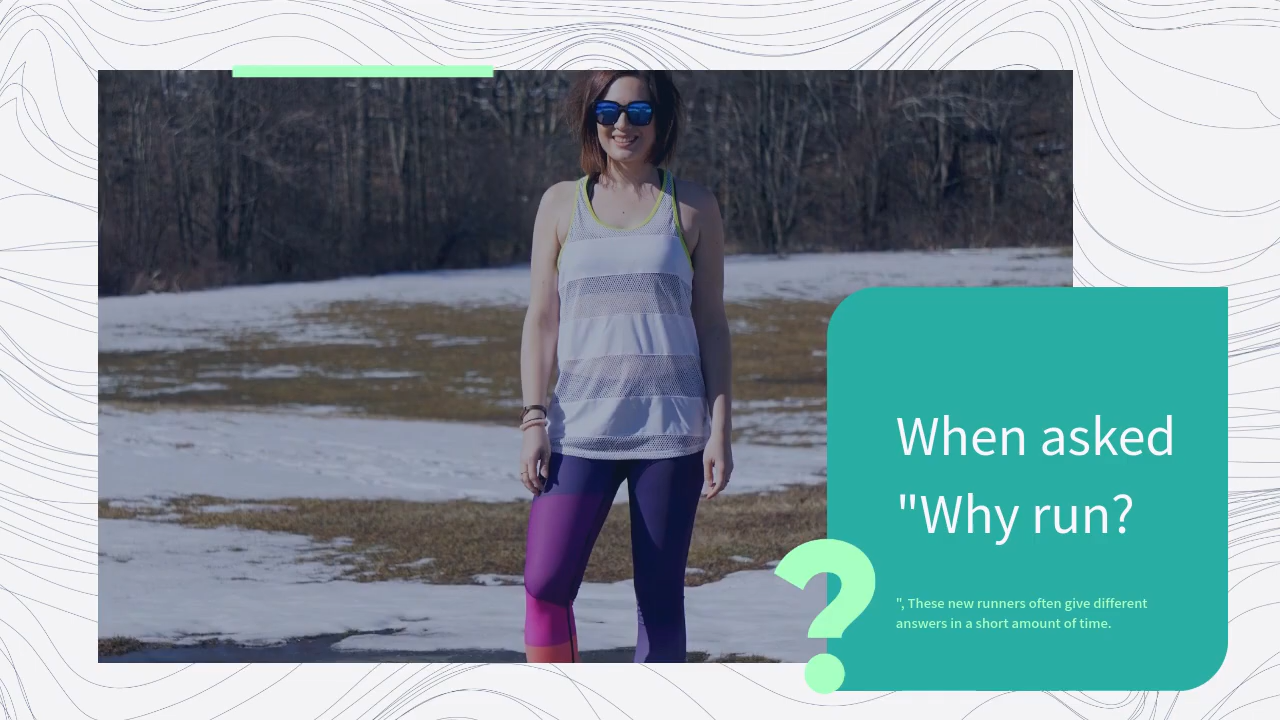 When asked
"Why run?
?
", These new runners often give different
answers in a short amount of time.